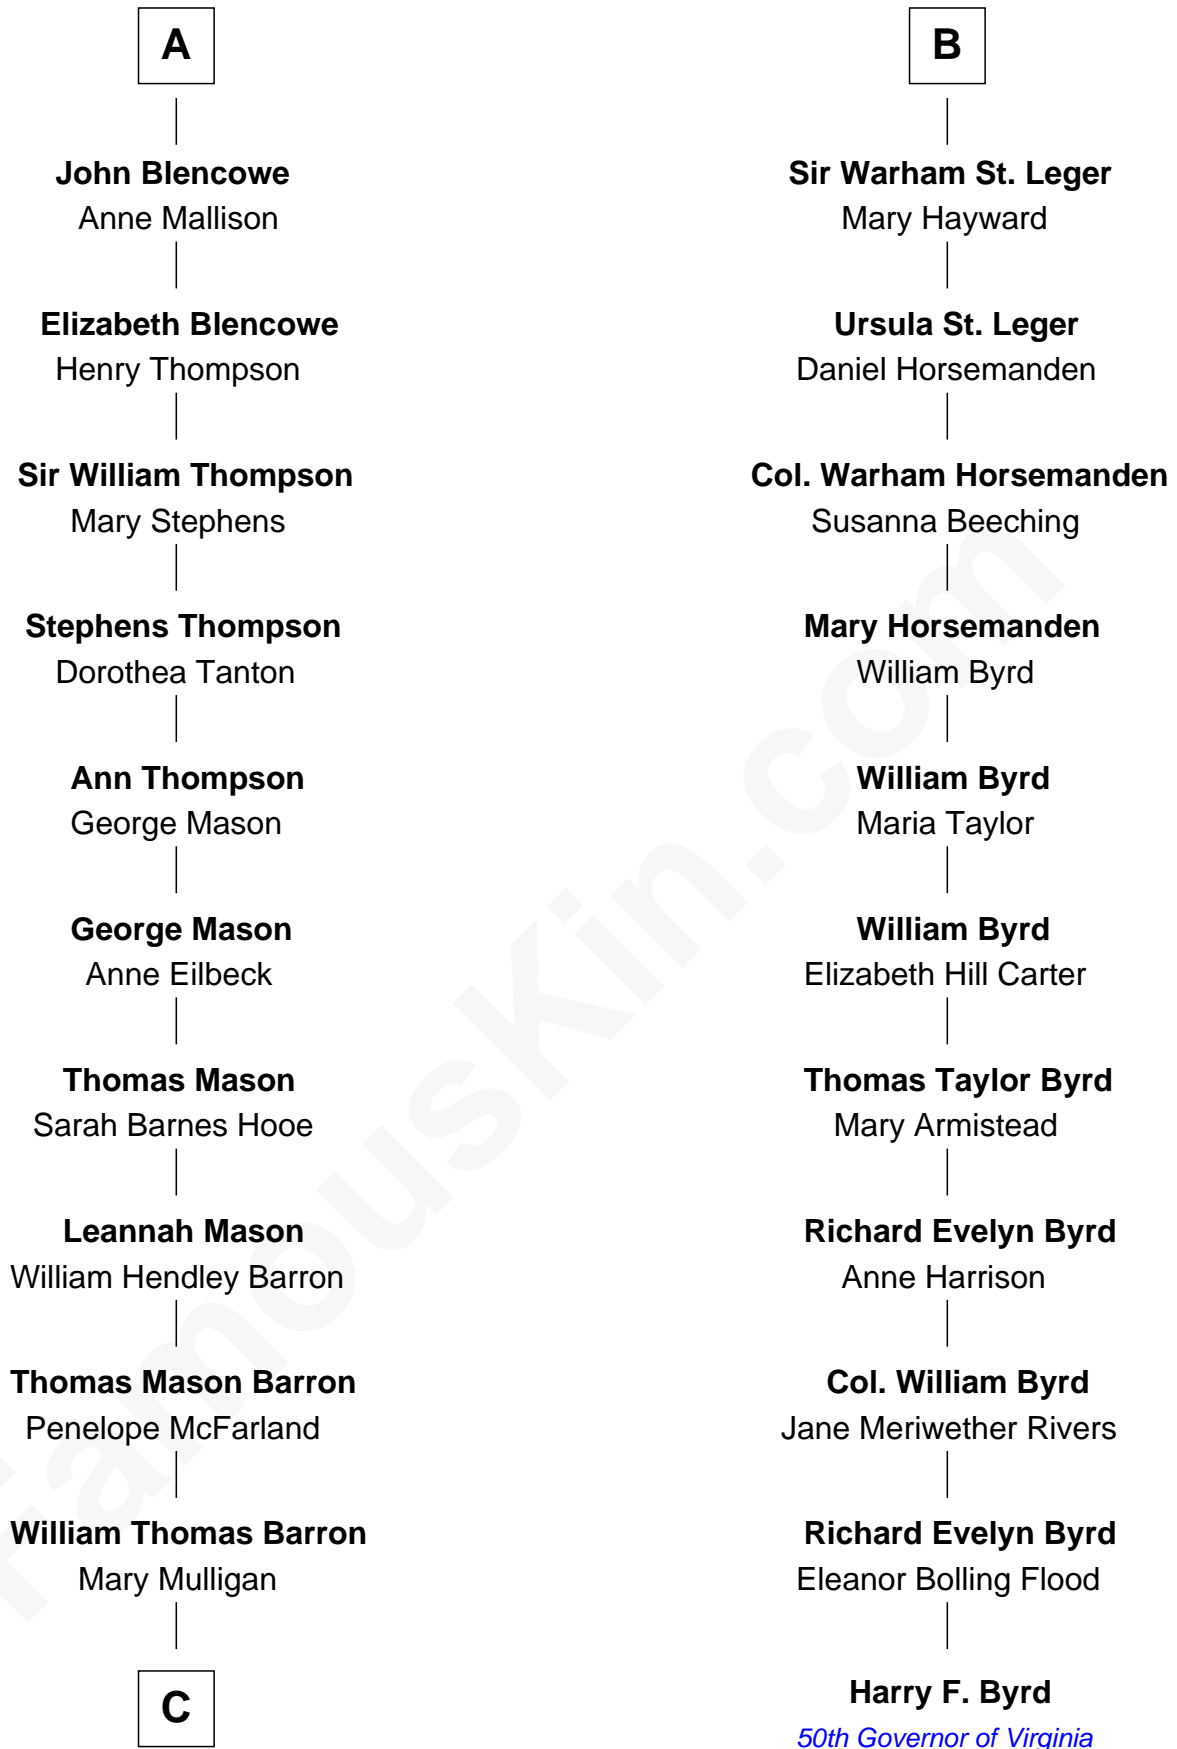 A
John Blencowe
Anne Mallison
Elizabeth Blencowe
Henry Thompson
Sir William Thompson
Mary Stephens
Stephens Thompson
Dorothea Tanton
Ann Thompson
George Mason
George Mason
Anne Eilbeck
Thomas Mason
Sarah Barnes Hooe
Leannah Mason
William Hendley Barron
Thomas Mason Barron
Penelope McFarland
William Thomas Barron
Mary Mulligan
C
B
Sir Warham St. Leger
Mary Hayward
Ursula St. Leger
Daniel Horsemanden
Col. Warham Horsemanden
Susanna Beeching
Mary Horsemanden
William Byrd
William Byrd
Maria Taylor
William Byrd
Elizabeth Hill Carter
Thomas Taylor Byrd
Mary Armistead
Richard Evelyn Byrd
Anne Harrison
Col. William Byrd
Jane Meriwether Rivers
Richard Evelyn Byrd
Eleanor Bolling Flood
Harry F. Byrd
50th Governor of Virginia
FamousKin.com